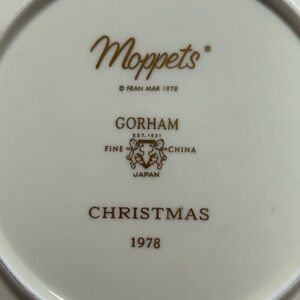 Moppets®
© FRAN MAR 1978
GORHAM
EST. 1831
FINE CHINA
JAPAN
CHRISTMAS
1978